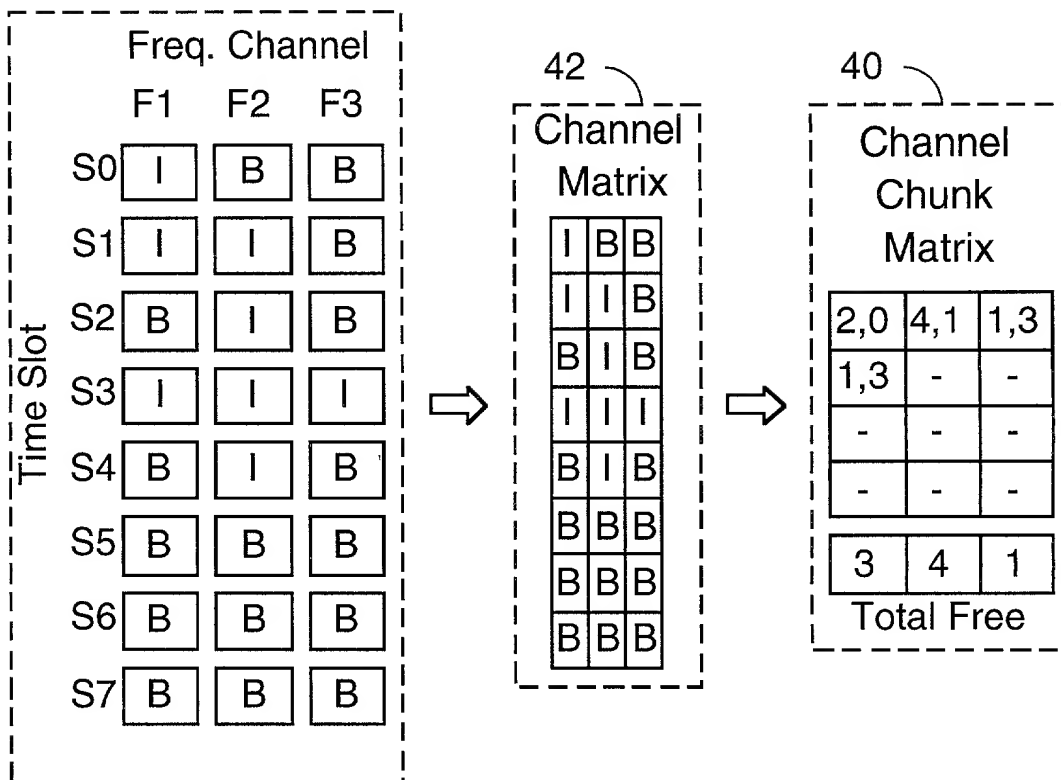 Freq. Channel
F1 F2 F3
Time Slot
S0 I B B
S1 I I B
S2 B I B
S3 I I I
S4 B I B
S5 B B B
S6 B B B
S7 B B B
42
Channel
Matrix
I B B
I I B
B I B
I I I
B I B
B B B
B B B
B B B
40
Channel
Chunk
Matrix
2,0 4,1 1,3
1,3 - -
- - -
- - -
3 4 1
Total Free